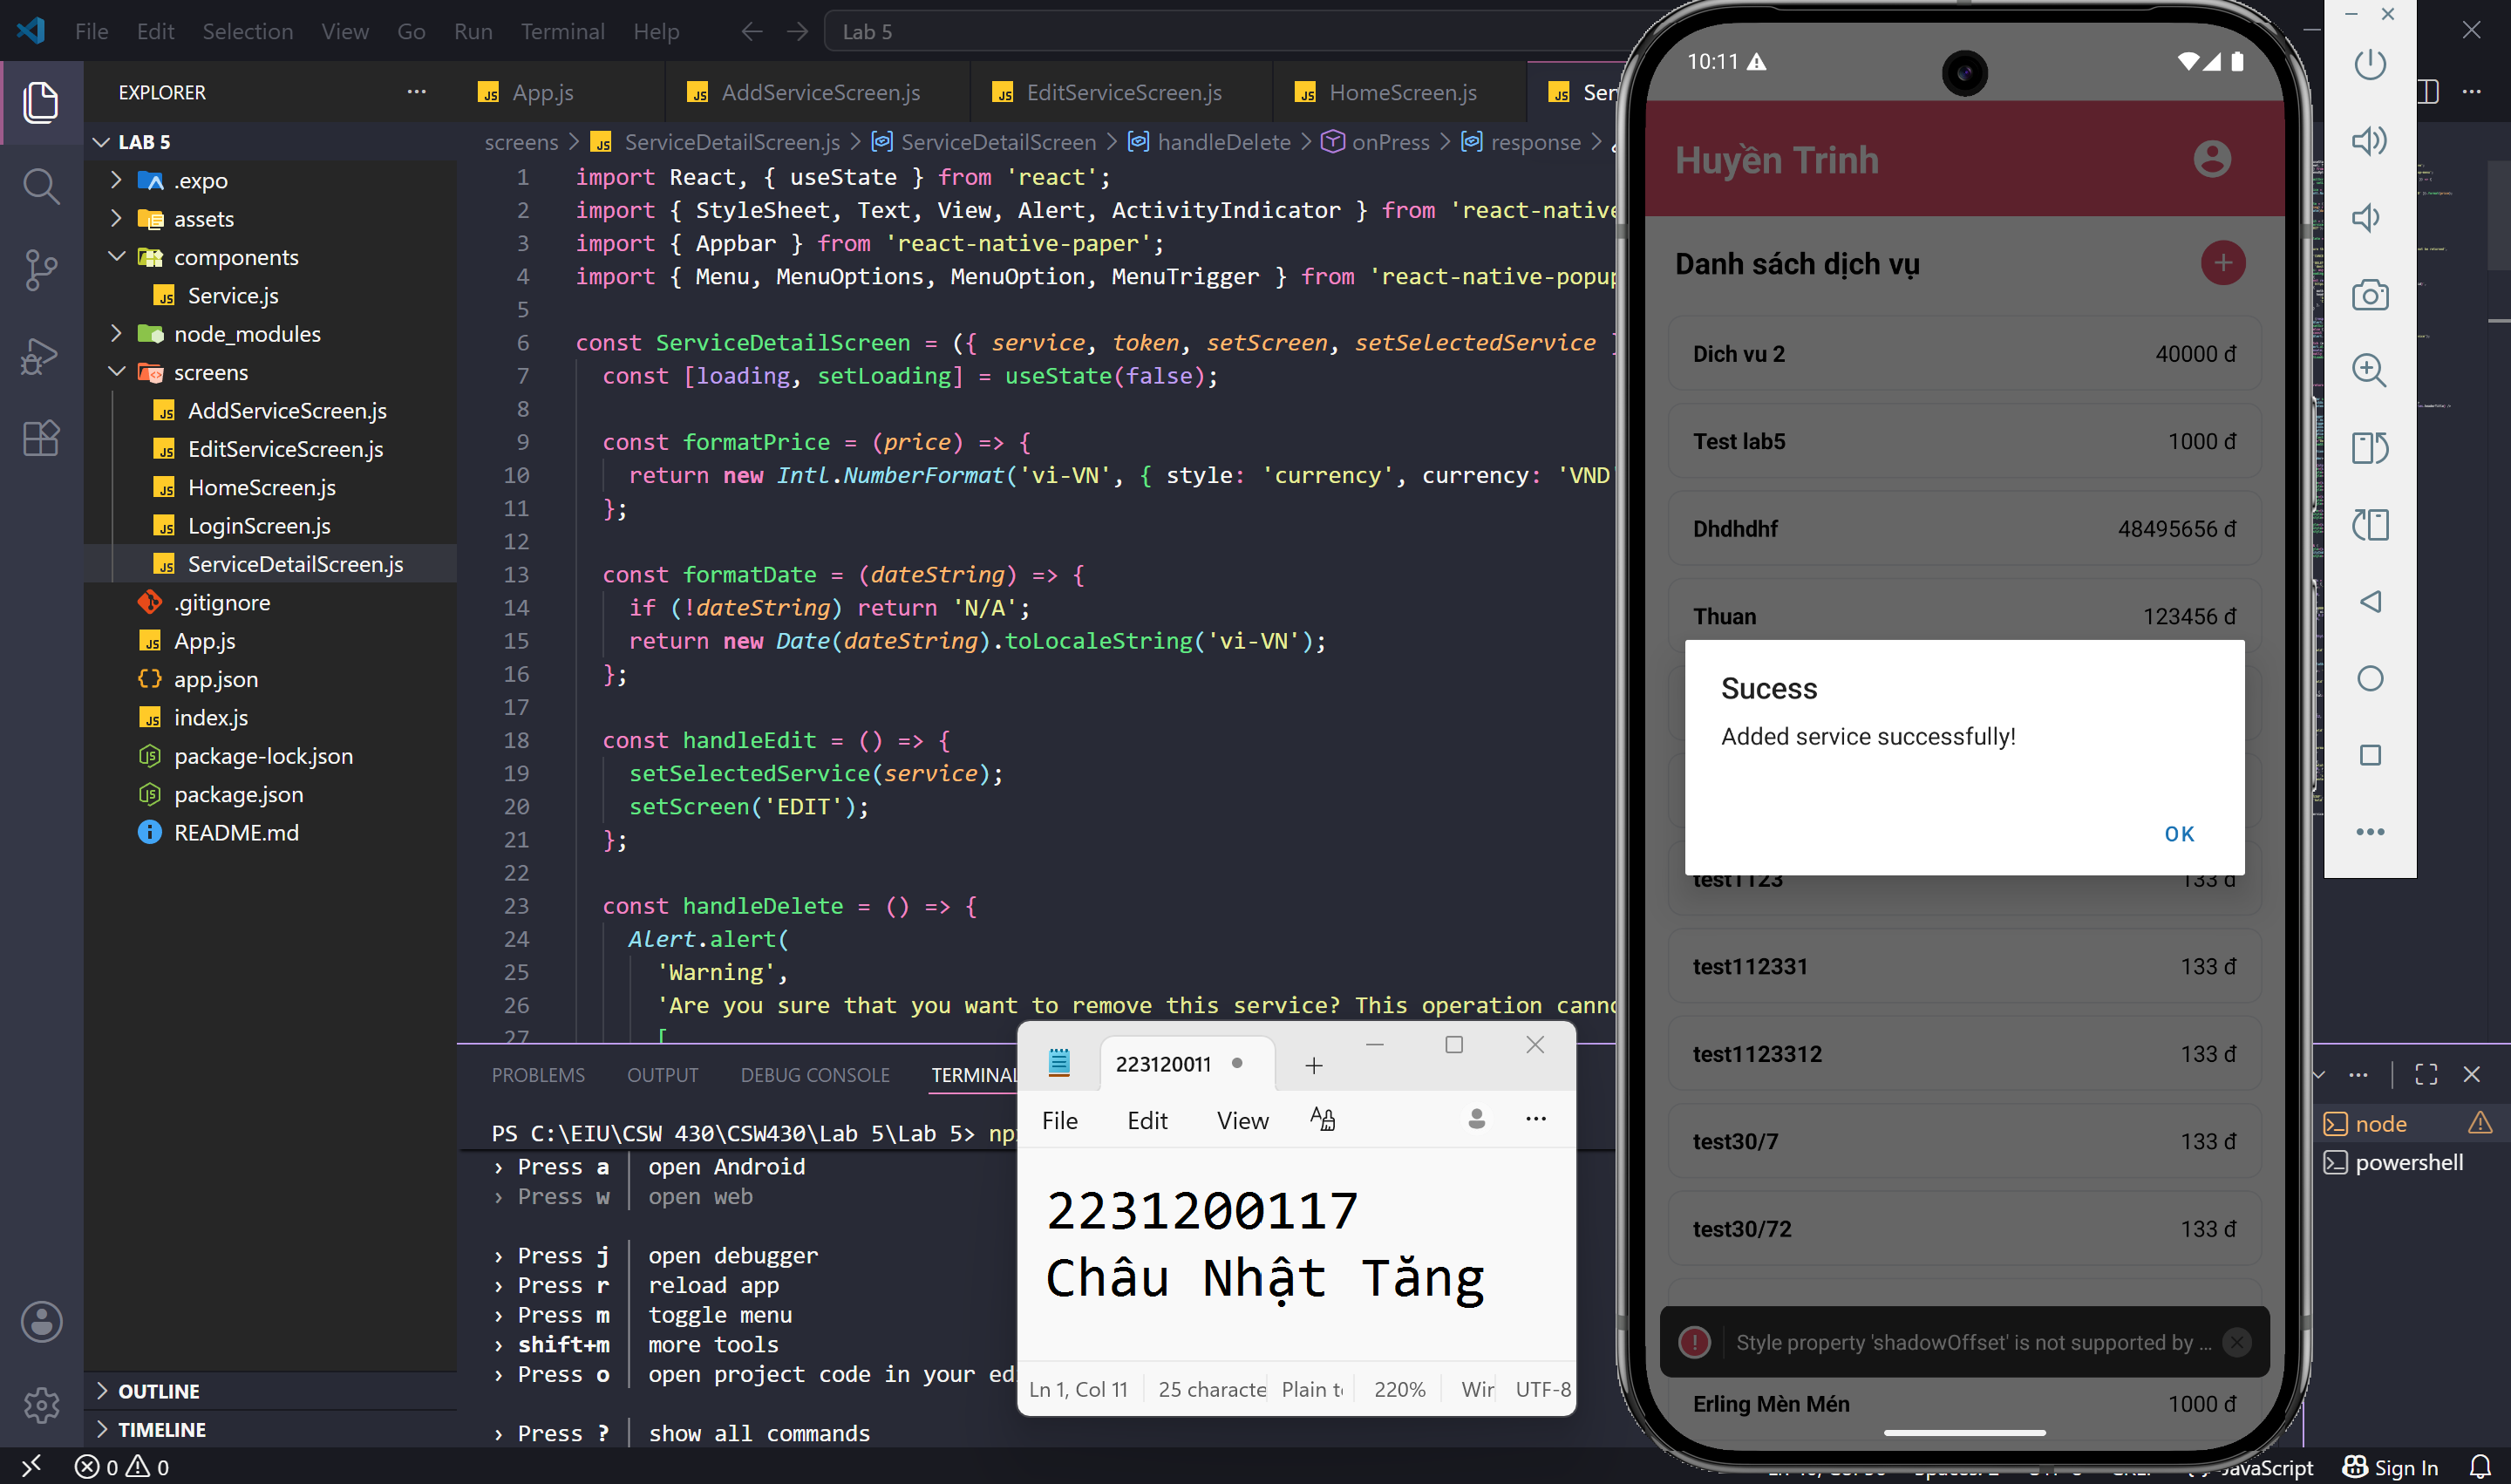 File Edit Selection View Go Run Terminal Help
Lab 5
EXPLORER
LAB 5
.expo
assets
components
Service.js
node_modules
screens
AddServiceScreen.js
EditServiceScreen.js
HomeScreen.js
LoginScreen.js
ServiceDetailScreen.js
.gitignore
App.js
app.json
index.js
package-lock.json
package.json
README.md
OUTLINE
TIMELINE
App.js AddServiceScreen.js EditServiceScreen.js HomeScreen.js
screens > ServiceDetailScreen.js > ServiceDetailScreen > handleDelete > onPress > response >
1 import React, { useState } from 'react';
2 import { StyleSheet, Text, View, Alert, ActivityIndicator } from 'react-native
3 import { Appbar } from 'react-native-paper';
4 import { Menu, MenuOptions, MenuOption, MenuTrigger } from 'react-native-popup
5
6 const ServiceDetailScreen = ({ service, token, setScreen, setSelectedService
7 const [loading, setLoading] = useState(false);
8
9 const formatPrice = (price) => {
10 return new Intl.NumberFormat('vi-VN', { style: 'currency', currency: 'VND'
11 };
12
13 const formatDate = (dateString) => {
14 if (!dateString) return 'N/A';
15 return new Date(dateString).toLocaleString('vi-VN');
16 };
17
18 const handleEdit = () => {
19 setSelectedService(service);
20 setScreen('EDIT');
21 };
22
23 const handleDelete = () => {
24 Alert.alert(
25 'Warning',
26 'Are you sure that you want to remove this service? This operation
27 [
PROBLEMS OUTPUT DEBUG CONSOLE TERMINAL
PS C:\EIU\CSW 430\CSW430\Lab 5\Lab 5>
› Press a │ open Android
› Press w │ open web
› Press j │ open debugger
› Press r │ reload app
› Press m │ toggle menu
› shift+m │ more tools
› Press o │ open project code in your
› Press ? │ show all commands
node
powershell
0 0
JavaScript Sign In
223120011
File Edit View
2231200117
Châu Nhật Tăng
Ln 1, Col 11 25 220% UTF-8
10:11
Huyền Trinh
Danh sách dịch vụ
Dich vu 2 40000 đ
Test lab5 1000 đ
Dhdhdhf 48495656 đ
Thuan 123456 đ
Sucess
Added service successfully!
OK
test1123 133 đ
test112331 133 đ
test1123312 133 đ
test30/7 133 đ
test30/72 133 đ
Style property 'shadowOffset' is not supported by ...
Erling Mèn Mén 1000 đ